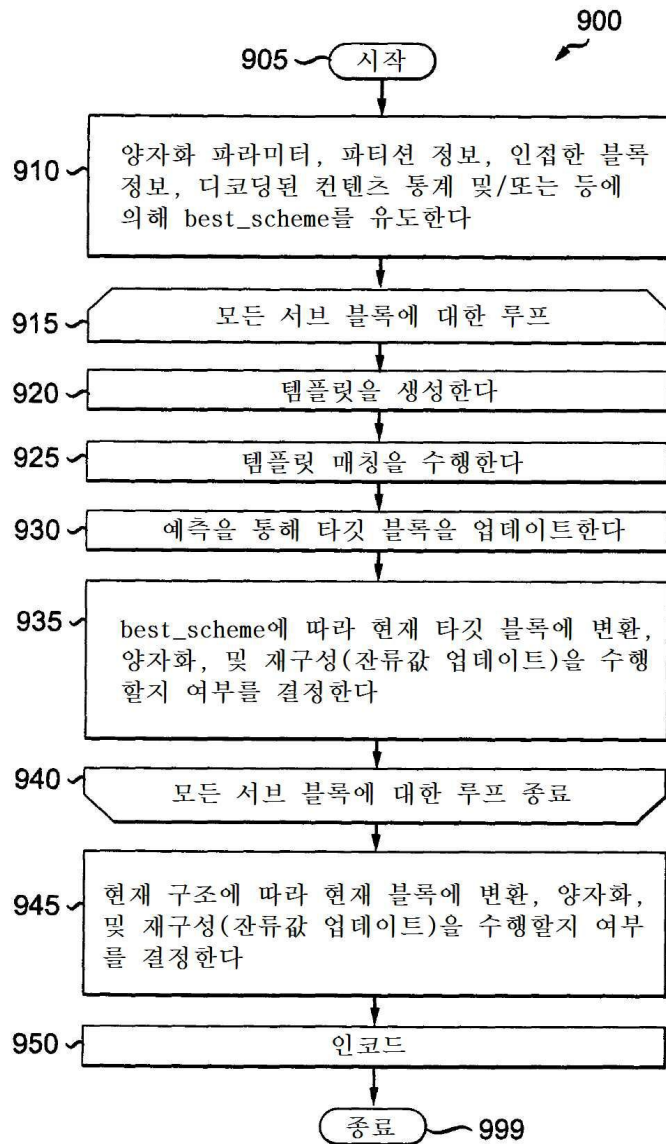 900
905 시작
910 양자화 파라미터, 파티션 정보, 인접한 블록
정보, 디코딩된 컨텐츠 통계 및/또는 등에
의해 best_scheme를 유도한다
915 모든 서브 블록에 대한 루프
920 템플릿을 생성한다
925 템플릿 매칭을 수행한다
930 예측을 통해 타깃 블록을 업데이트한다
935 best_scheme에 따라 현재 타깃 블록에 변환,
양자화, 및 재구성(잔류값 업데이트)을 수행
할지 여부를 결정한다
940 모든 서브 블록에 대한 루프 종료
945 현재 구조에 따라 현재 블록에 변환, 양자화,
및 재구성(잔류값 업데이트)을 수행할지 여부
를 결정한다
950 인코드
종료 999